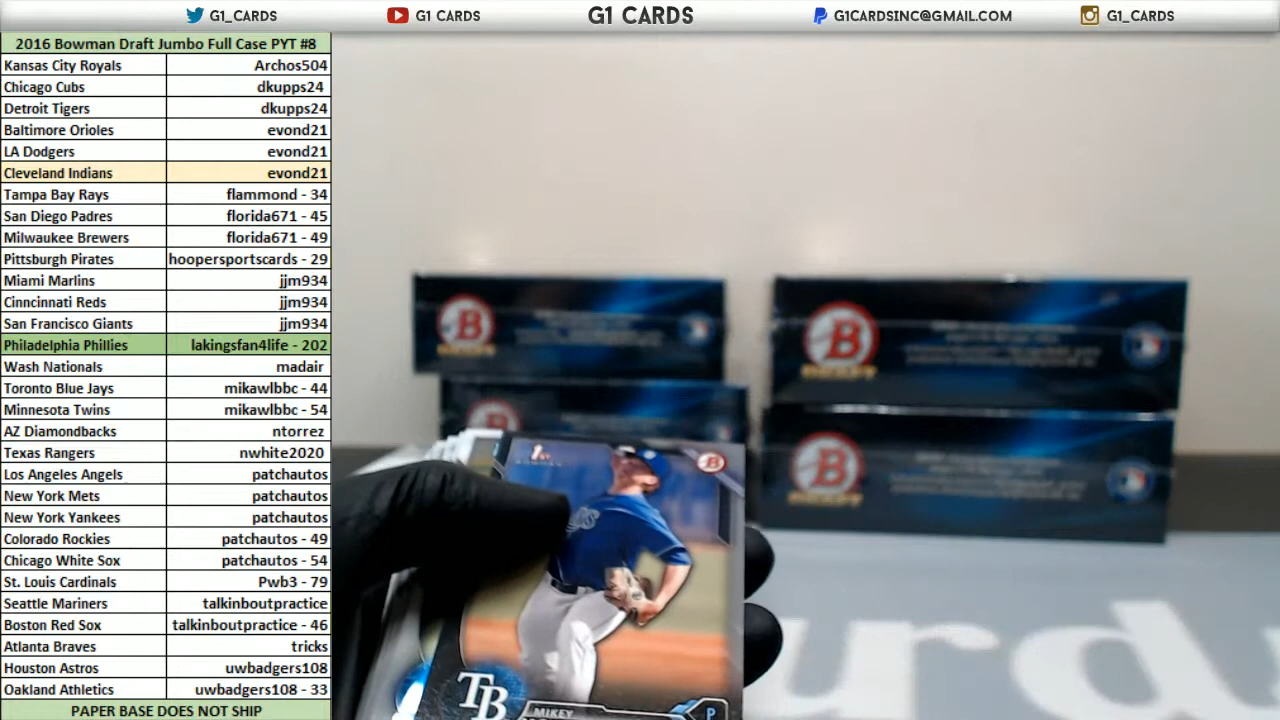 G1_CARDS
G1 CARDS
G1 CARDS
G1CARDSINC@GMAIL.COM
G1_CARDS
2016 Bowman Draft Jumbo Full Case PYT #8
Kansas City Royals Archos504
Chicago Cubs dkupps24
Detroit Tigers dkupps24
Baltimore Orioles evond21
LA Dodgers evond21
Cleveland Indians evond21
Tampa Bay Rays flammond - 34
San Diego Padres florida671 - 45
Milwaukee Brewers florida671 - 49
Pittsburgh Pirates hoopersportscards - 29
Miami Marlins jjm934
Cinncinnati Reds jjm934
San Francisco Giants jjm934
Philadelphia Phillies lakingsfan4life - 202
Wash Nationals madair
Toronto Blue Jays mikawlbbc - 44
Minnesota Twins mikawlbbc - 54
AZ Diamondbacks ntorrez
Texas Rangers nwhite2020
Los Angeles Angels patchautos
New York Mets patchautos
New York Yankees patchautos
Colorado Rockies patchautos - 49
Chicago White Sox patchautos - 54
St. Louis Cardinals Pwb3 - 79
Seattle Mariners talkinboutpractice
Boston Red Sox talkinboutpractice - 46
Atlanta Braves tricks
Houston Astros uwbadgers108
Oakland Athletics uwbadgers108 - 33
PAPER BASE DOES NOT SHIP
B
DRAFT
B
DRAFT
B
B
DRAFT
1st
B
TB
MIKEY
P